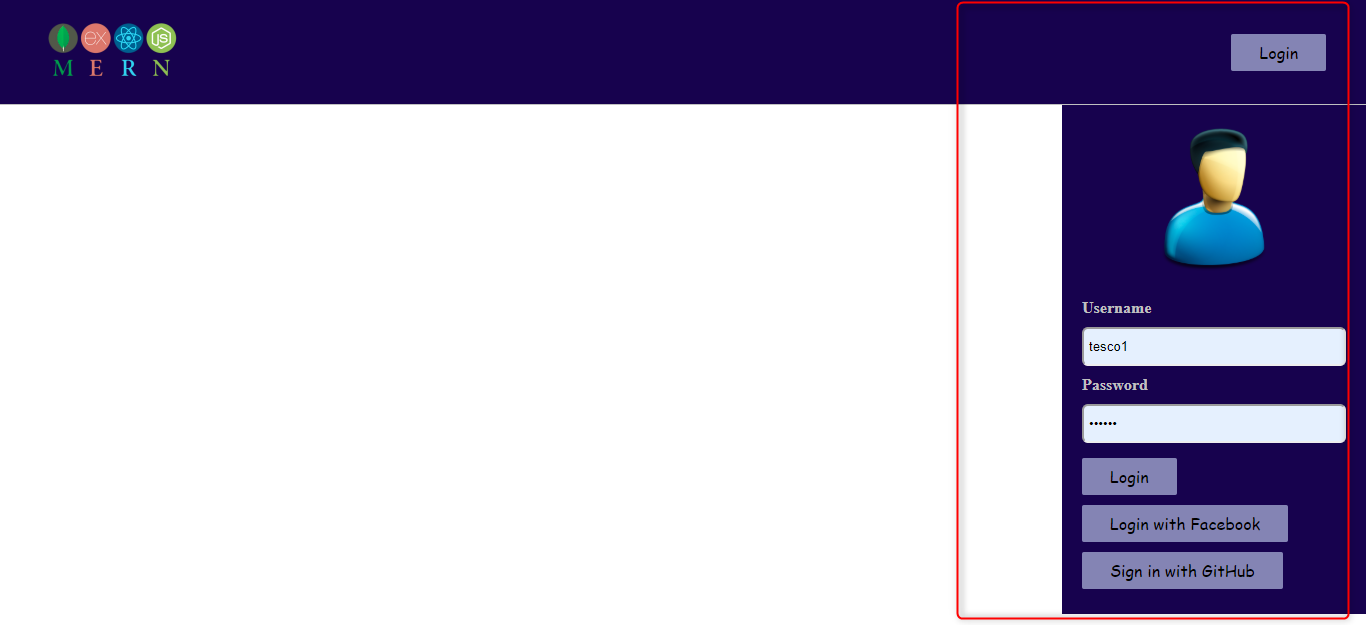 ex JS
M E R N
Login
Username
tesco1
Password
••••••
Login
Login with Facebook
Sign in with GitHub